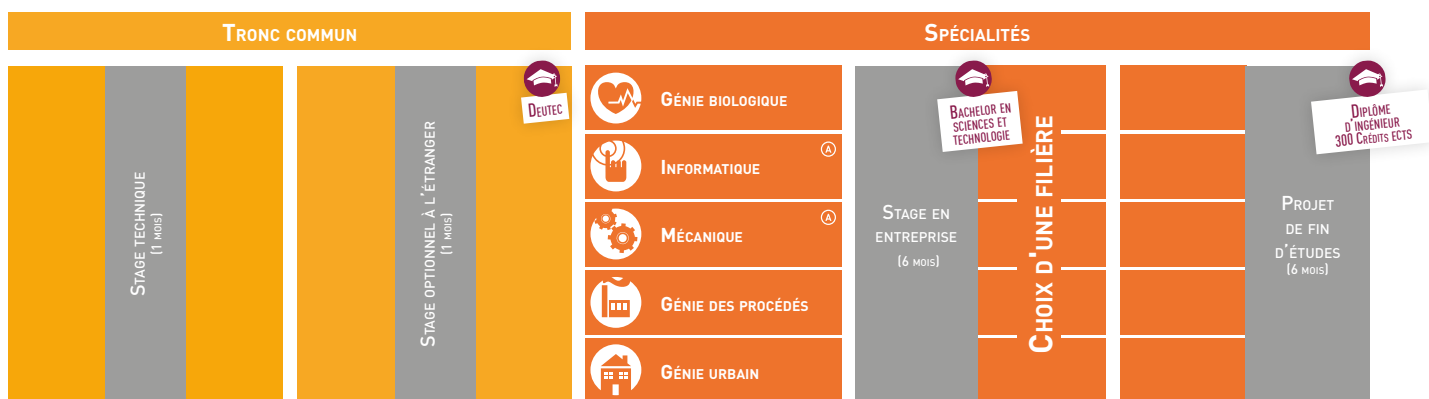 Tronc commun
Spécialités
Stage technique
(1 mois)
Stage optionnel à l'étranger
(1 mois)
Deutec
Génie biologique
Informatique
A
Mécanique
A
Génie des procédés
Génie urbain
Stage en
entreprise
(6 mois)
Bachelor en
sciences et
technologie
Choix d'une filière
Diplôme
d'ingénieur
300 Crédits ECTS
Projet
de fin
d'études
(6 mois)